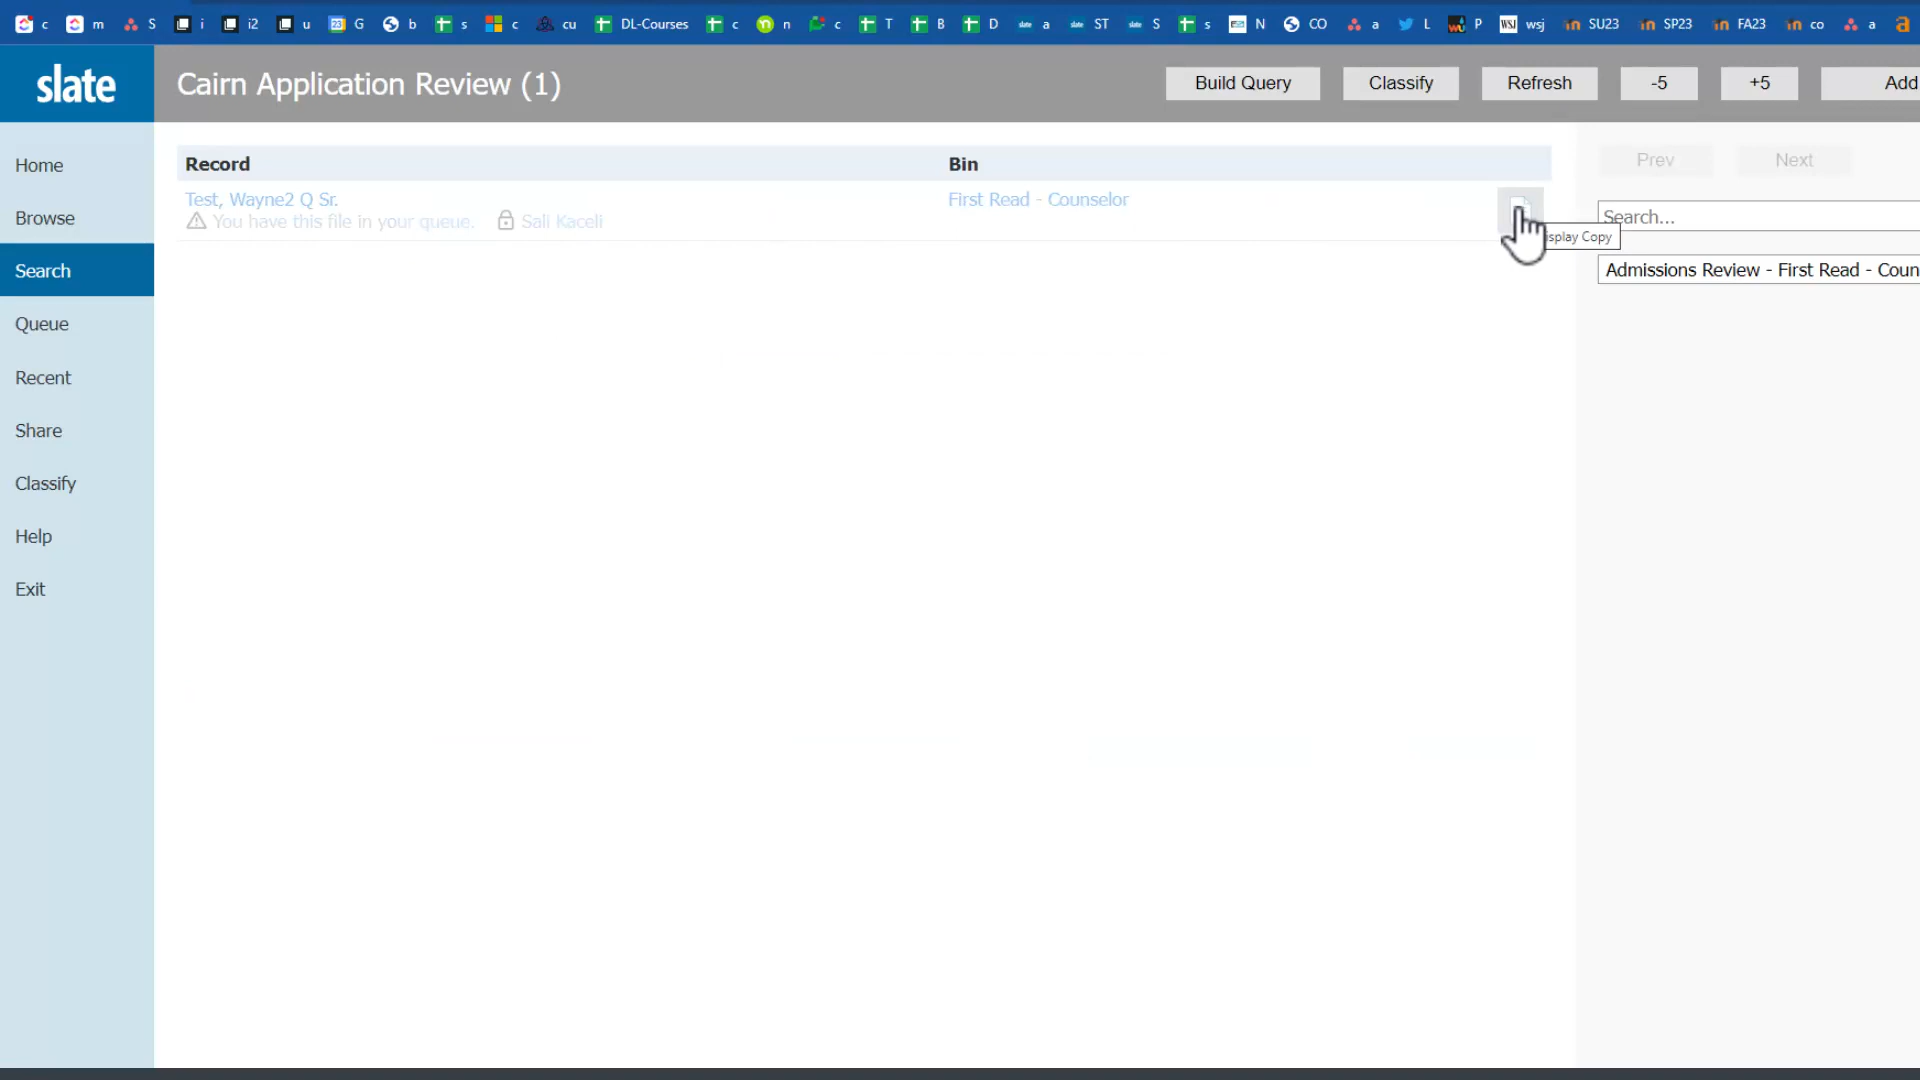 c m S i i2 u G b s c cu DL-Courses c n c T B D a ST S s N CO a L P wsj SU23 SP23 FA23 co a
slate
Cairn Application Review (1)
Build Query Classify Refresh -5 +5 Add
Home
Browse
Search
Queue
Recent
Share
Classify
Help
Exit
Record Bin
Test, Wayne2 Q Sr. First Read - Counselor
You have this file in your queue. Sali Kaceli
Prev Next
Search...
isplay Copy
Admissions Review - First Read - Coun